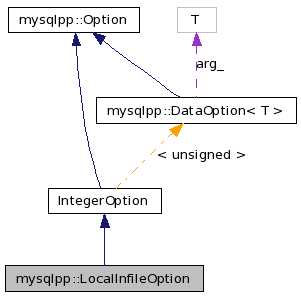 mysqlpp::Option
T
arg_
mysqlpp::DataOption< T >
< unsigned >
IntegerOption
mysqlpp::LocalInfileOption